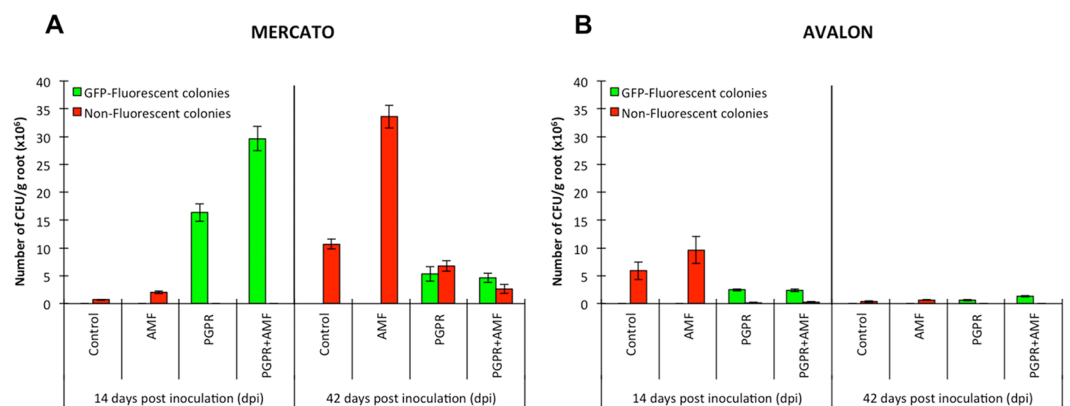 A
MERCATO
Number of CFU/g root (x10⁶)
40
35
30
25
20
15
10
5
0
GFP-Fluorescent colonies
Non-Fluorescent colonies
Control
AMF
PGPR
PGPR+AMF
Control
AMF
PGPR
PGPR+AMF
14 days post inoculation (dpi)
42 days post inoculation (dpi)
B
AVALON
Number of CFU/g root (x10⁶)
40
35
30
25
20
15
10
5
0
GFP-Fluorescent colonies
Non-Fluorescent colonies
Control
AMF
PGPR
PGPR+AMF
Control
AMF
PGPR
PGPR+AMF
14 days post inoculation (dpi)
42 days post inoculation (dpi)